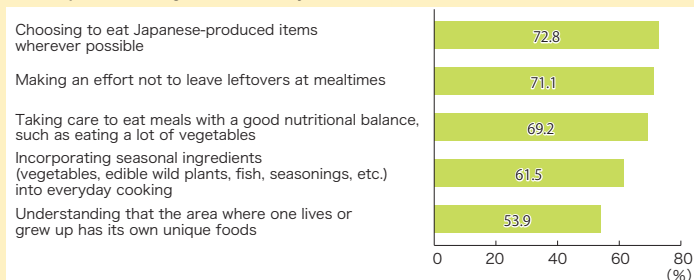 Choosing to eat Japanese-produced items
wherever possible
72.8
Making an effort not to leave leftovers at mealtimes
71.1
Taking care to eat meals with a good nutritional balance,
such as eating a lot of vegetables
69.2
Incorporating seasonal ingredients
(vegetables, edible wild plants, fish, seasonings, etc.)
into everyday cooking
61.5
Understanding that the area where one lives or
grew up has its own unique foods
53.9
0 20 40 60 80
(%)